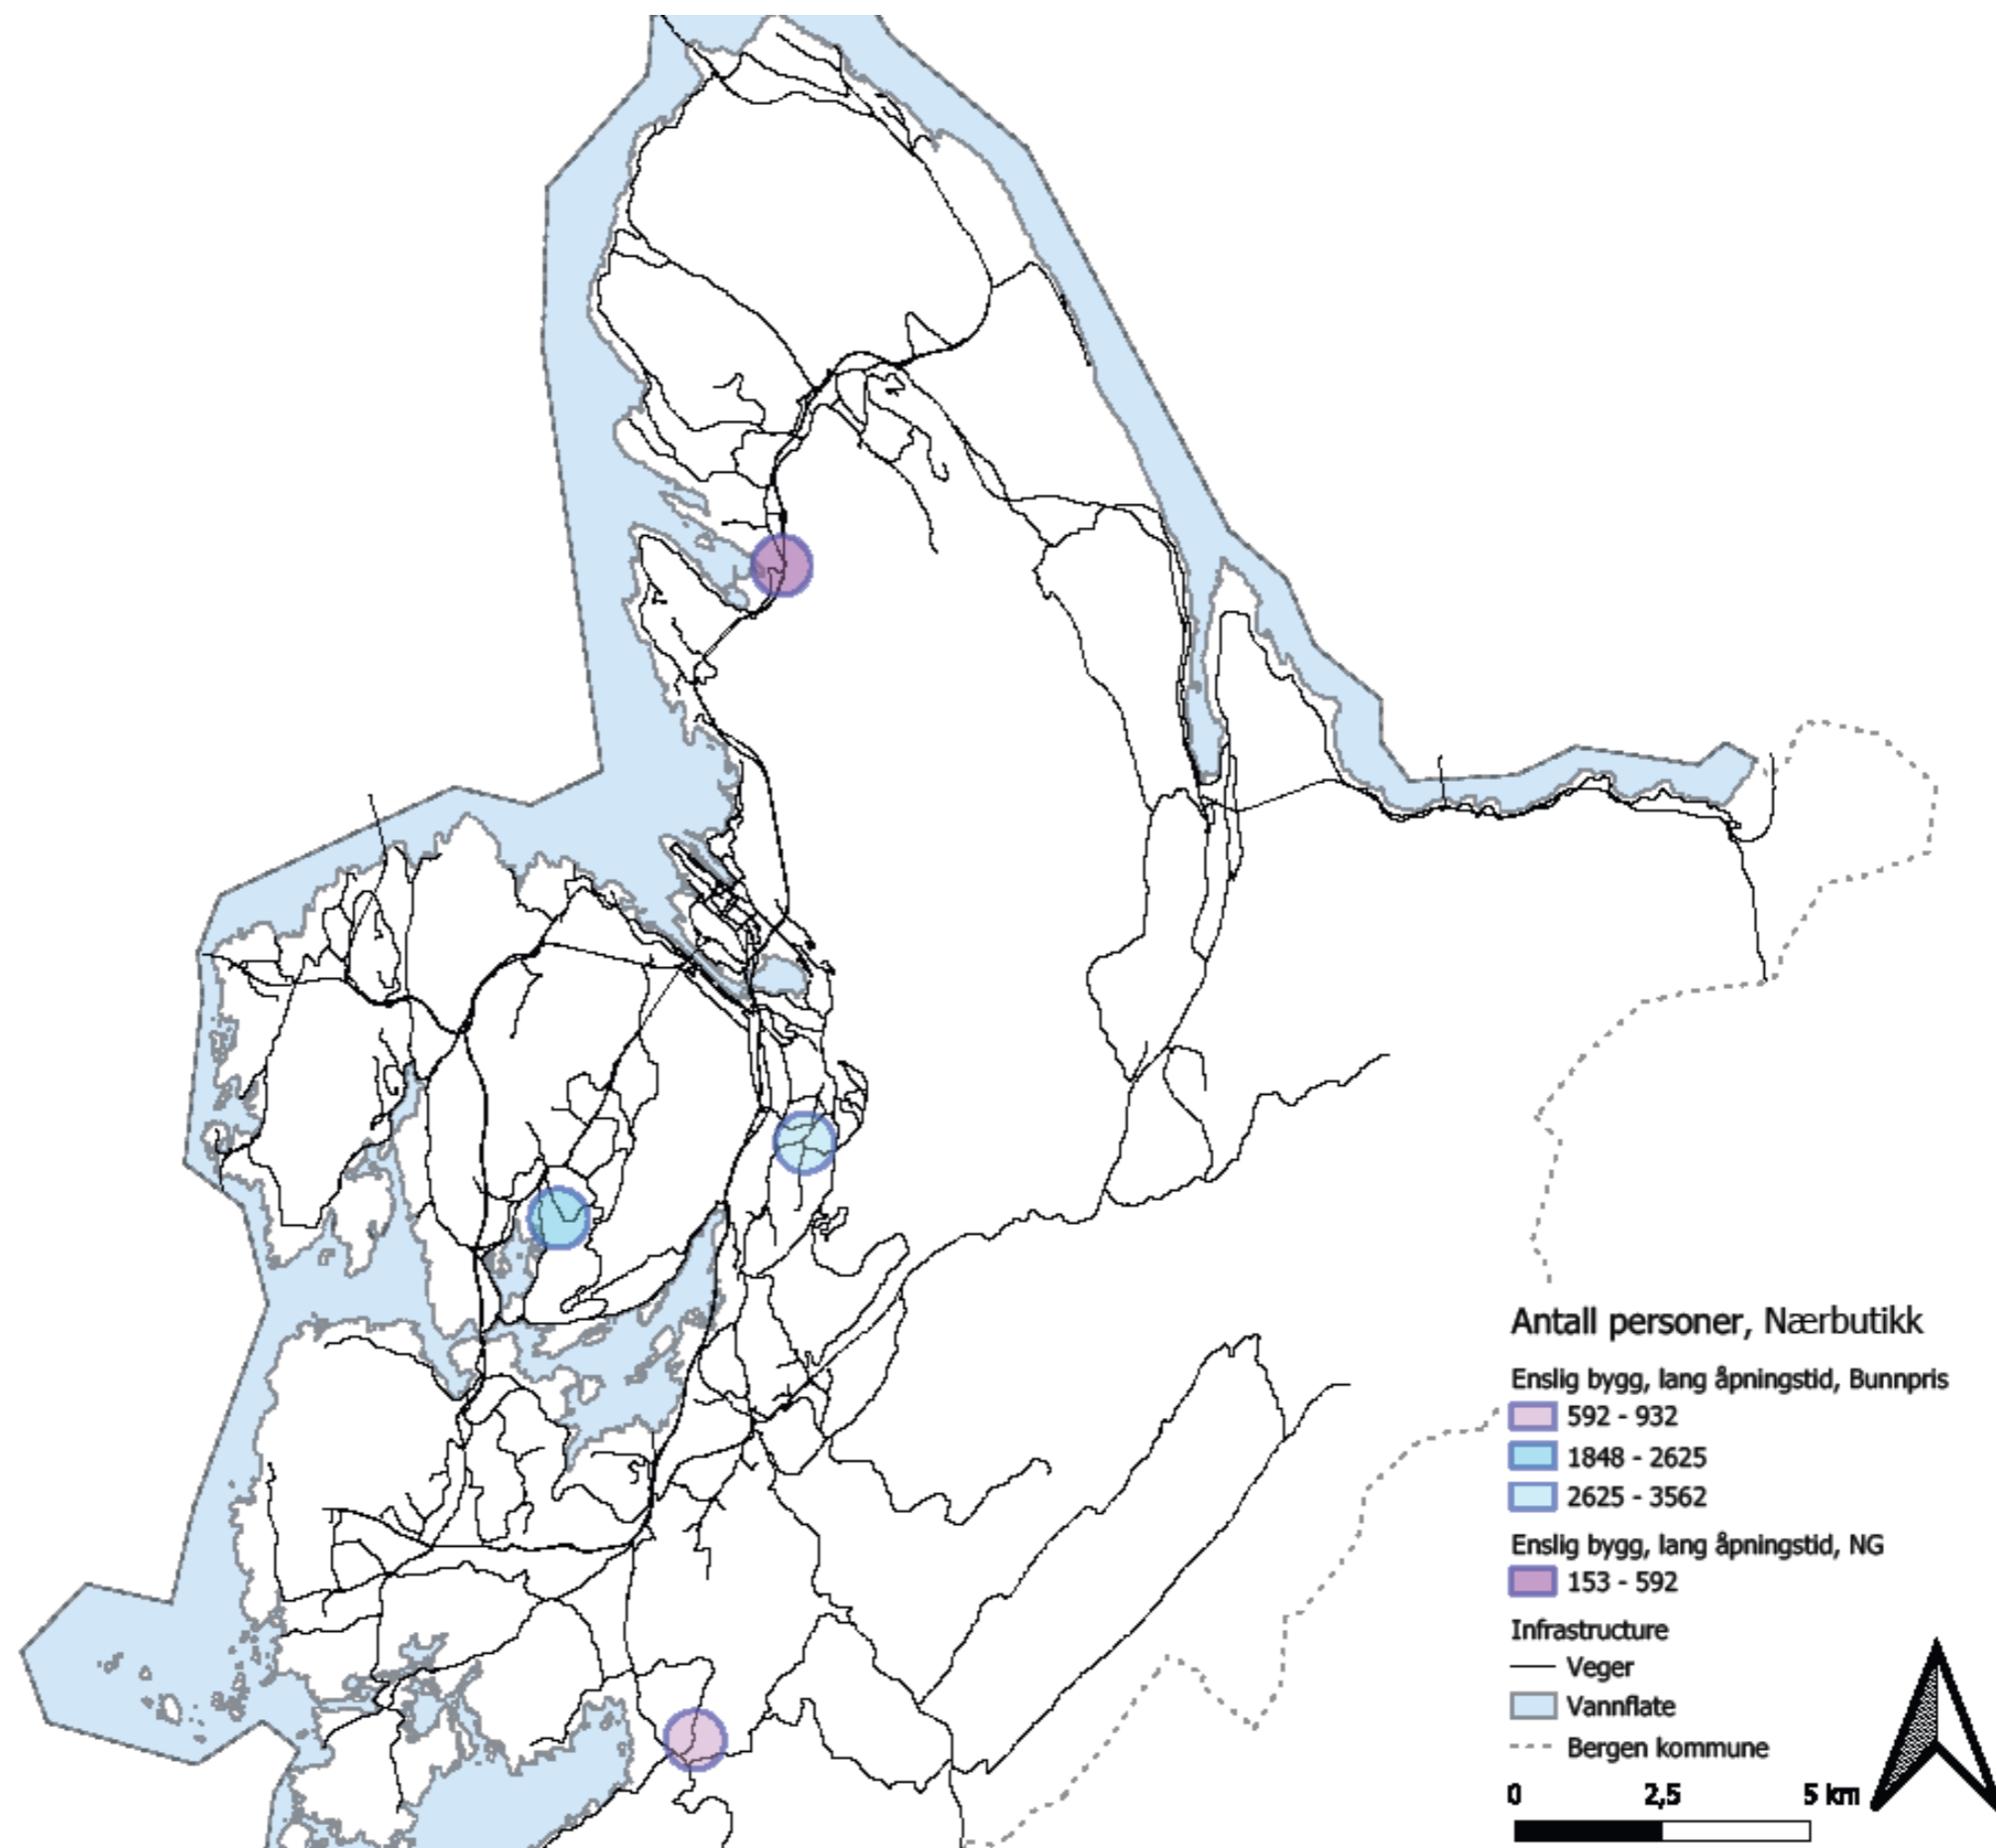 Antall personer, Nærbutikk
Enslig bygg, lang åpningstid, Bunnpris
592 - 932
1848 - 2625
2625 - 3562
Enslig bygg, lang åpningstid, NG
153 - 592
Infrastructure
Veger
Vannflate
Bergen kommune
0 2,5 5 km